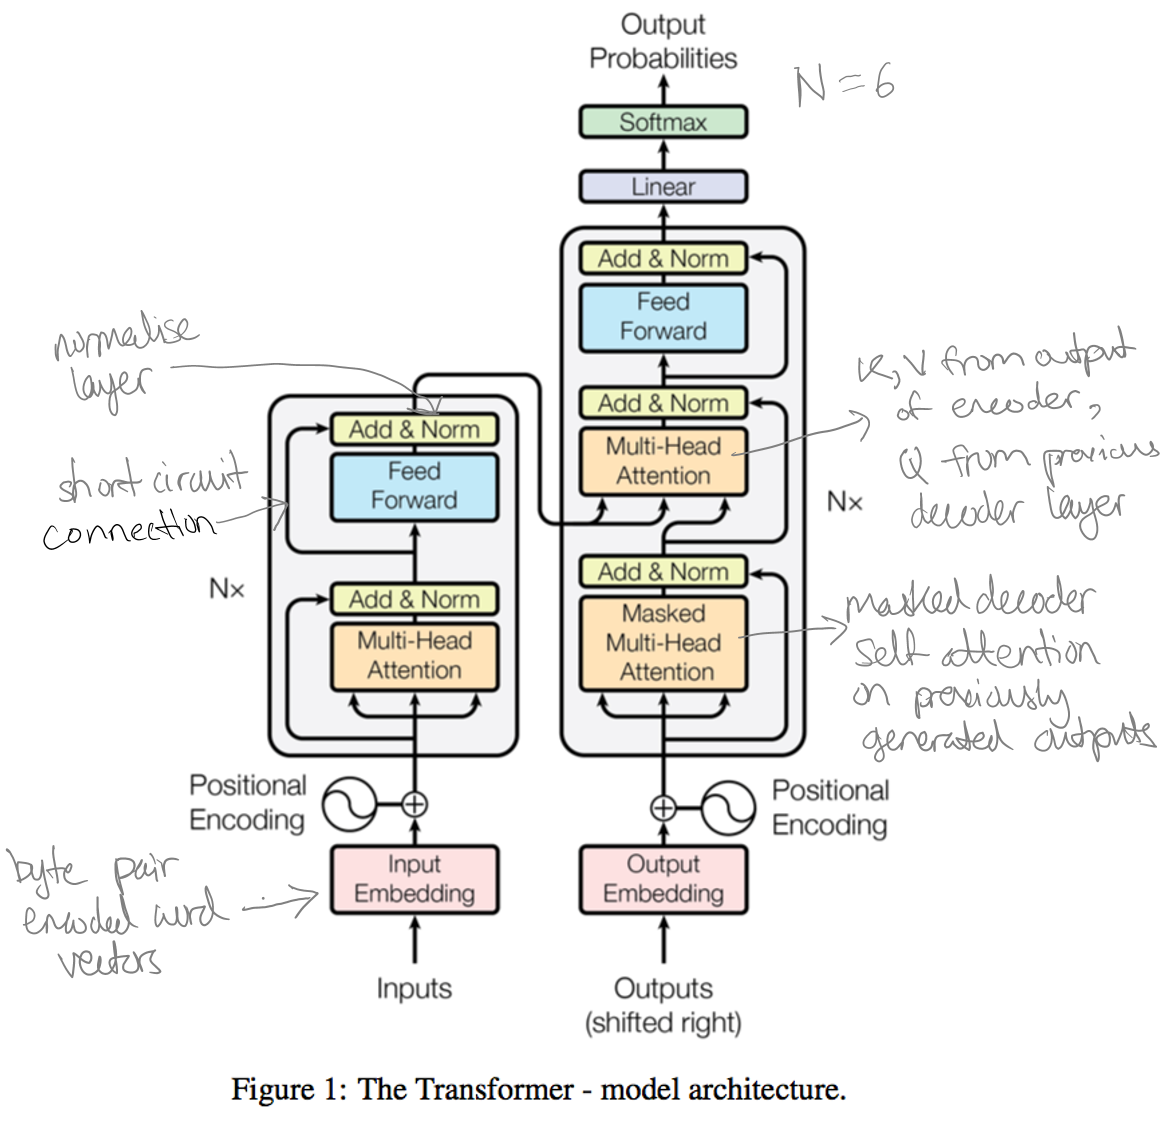 Output
Probabilities
N = 6
Softmax
Linear
Add & Norm
Feed
Forward
Add & Norm
Multi-Head
Attention
K, V from output
of encoder,
Q from previous
decoder layer
Nx
Add & Norm
Masked
Multi-Head
Attention
masked decoder
self attention
on previously
generated outputs
normalise
layer
Add & Norm
Feed
Forward
short circuit
connection
Nx
Add & Norm
Multi-Head
Attention
Positional
Encoding
Positional
Encoding
byte pair
encoded word
vectors
Input
Embedding
Output
Embedding
Inputs
Outputs
(shifted right)
Figure 1: The Transformer - model architecture.